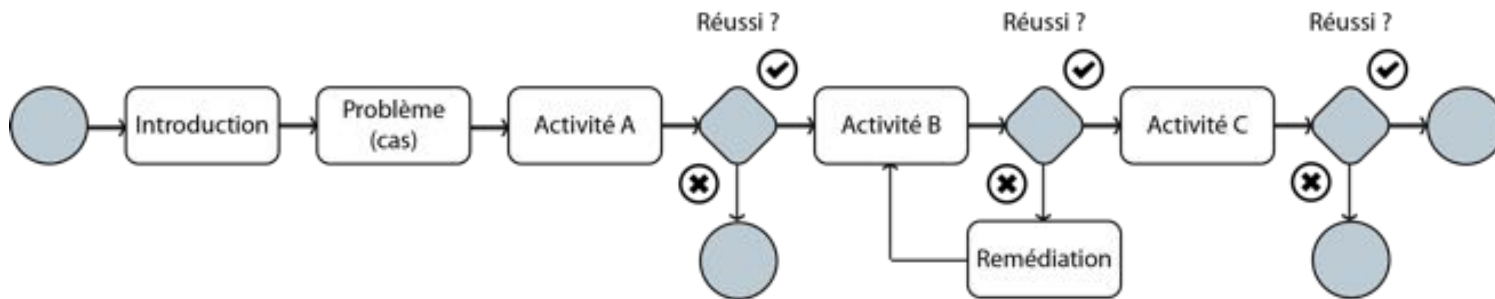 Réussi ?
Réussi ?
Réussi ?
Introduction
Problème
(cas)
Activité A
Activité B
Activité C
Remédiation